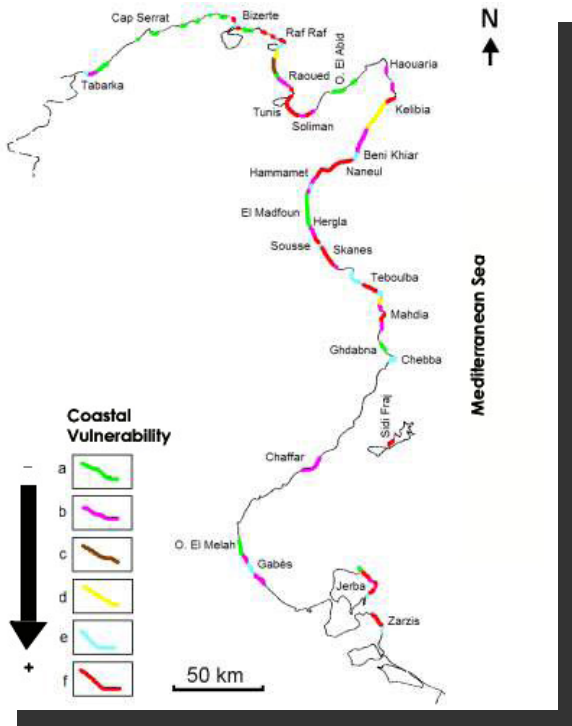 N
Cap Serrat
Bizerte
Raf Raf
O. El Abid
Haouaria
Tabarka
Raoued
Tunis
Kelibia
Soliman
Beni Khiar
Hammamet
Naneul
El Madfoun
Hergla
Sousse
Skanes
Teboulba
Mahdia
Ghdabna
Chebba
Mediterranean Sea
Sidi Fraj
Chaffar
O. El Melah
Gabès
Jerba
Zarzis
Coastal
Vulnerability
–
a
b
c
d
e
f
+
50 km